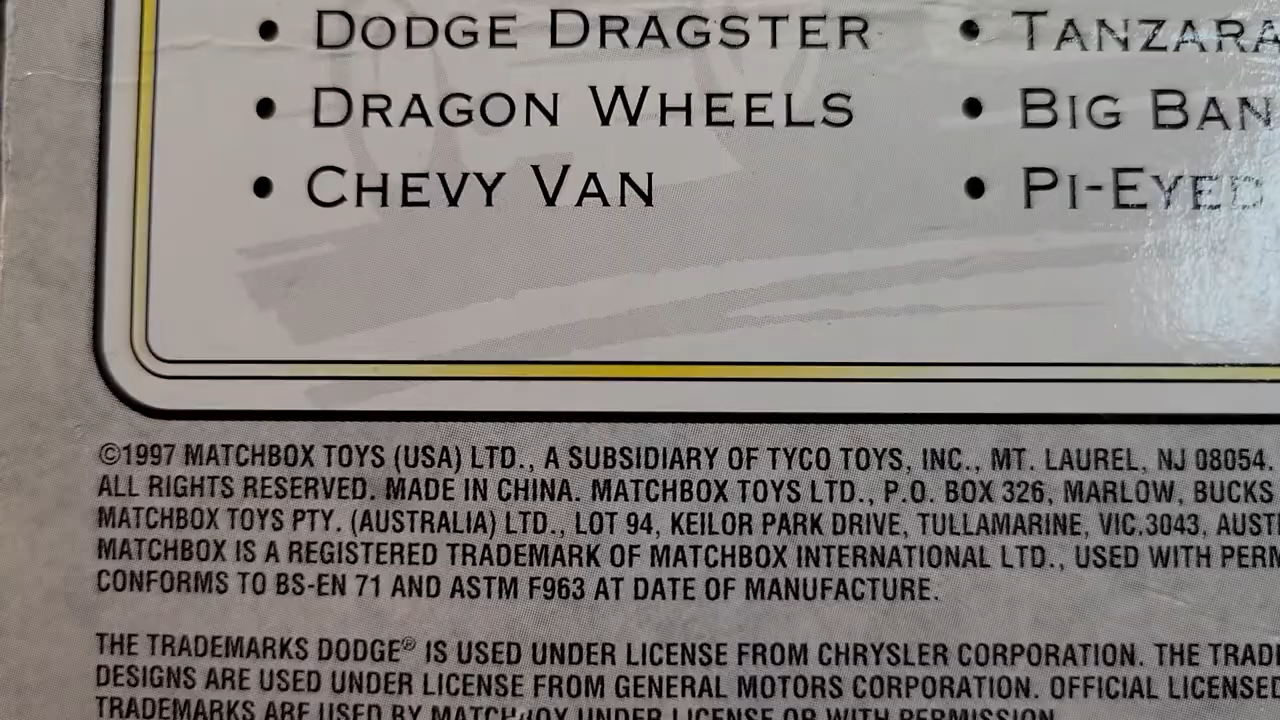 • DODGE DRAGSTER
• DRAGON WHEELS
• CHEVY VAN
• TANZARA
• BIG BAN
• PI-EYED
©1997 MATCHBOX TOYS (USA) LTD., A SUBSIDIARY OF TYCO TOYS, INC., MT. LAUREL, NJ 08054.
ALL RIGHTS RESERVED. MADE IN CHINA. MATCHBOX TOYS LTD., P.O. BOX 326, MARLOW, BUCKS
MATCHBOX TOYS PTY. (AUSTRALIA) LTD., LOT 94, KEILOR PARK DRIVE, TULLAMARINE, VIC.3043, AUST
MATCHBOX IS A REGISTERED TRADEMARK OF MATCHBOX INTERNATIONAL LTD., USED WITH PERM
CONFORMS TO BS-EN 71 AND ASTM F963 AT DATE OF MANUFACTURE.
THE TRADEMARKS DODGE® IS USED UNDER LICENSE FROM CHRYSLER CORPORATION. THE TRAD
DESIGNS ARE USED UNDER LICENSE FROM GENERAL MOTORS CORPORATION. OFFICIAL LICENSED
TRADEMARKS ARE USED BY MATCHBOX UNDER LICENSE OR WITH PERMISSION.